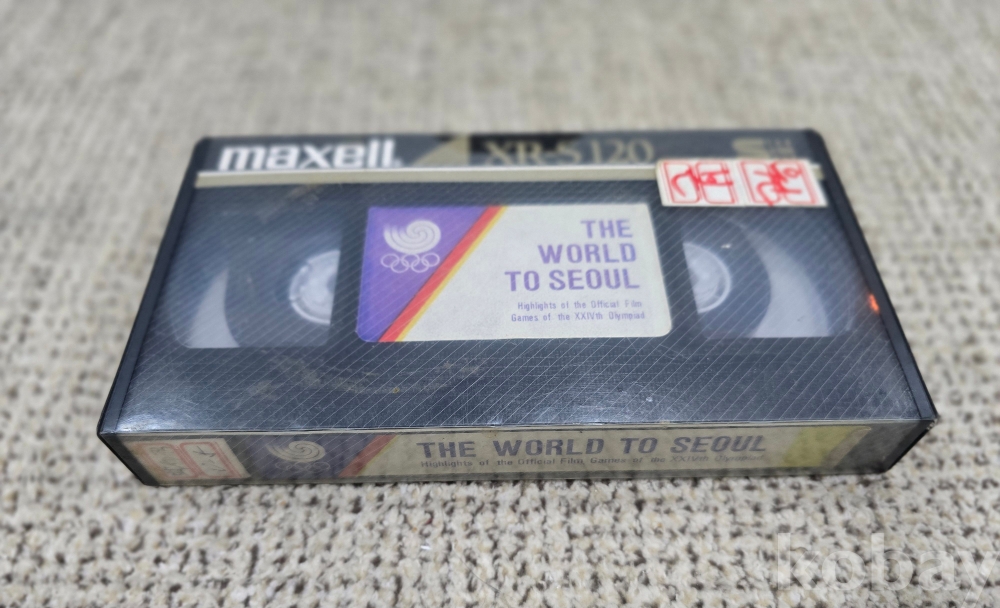 maxell
XR-S 120
THE
WORLD
TO SEOUL
Highlights of the Official Film
Games of the XXIVth Olympiad
THE WORLD TO SEOUL
Highlights of the Official Film Games of the XXIVth Olympiad
kobay